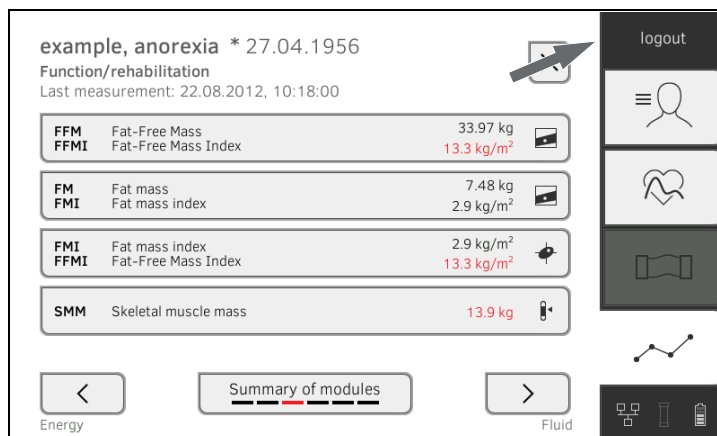 example, anorexia * 27.04.1956
logout
Function/rehabilitation
Last measurement: 22.08.2012, 10:18:00
FFM Fat-Free Mass 33.97 kg
FFMI Fat-Free Mass Index 13.3 kg/m²
FM Fat mass 7.48 kg
FMI Fat mass index 2.9 kg/m²
FMI Fat mass index 2.9 kg/m²
FFMI Fat-Free Mass Index 13.3 kg/m²
SMM Skeletal muscle mass 13.9 kg
Summary of modules
Energy Fluid